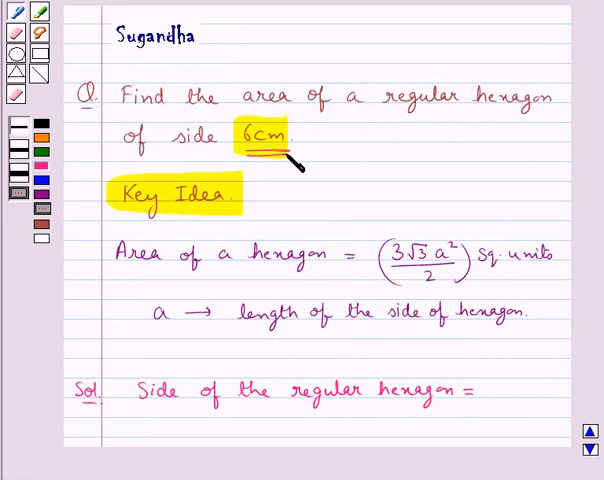 Sugandha
Q. Find the area of a regular hexagon
of side 6cm.
Key Idea.
Area of a hexagon = (3√3 a²/2) sq. units
a → length of the side of hexagon.
Sol. Side of the regular hexagon =